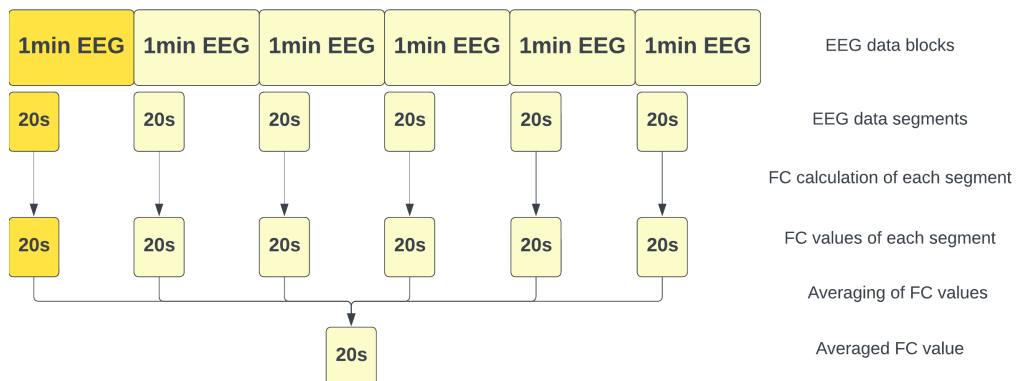 1min EEG 1min EEG 1min EEG 1min EEG 1min EEG 1min EEG EEG data blocks
20s 20s 20s 20s 20s 20s EEG data segments
FC calculation of each segment
20s 20s 20s 20s 20s 20s FC values of each segment
Averaging of FC values
20s Averaged FC value